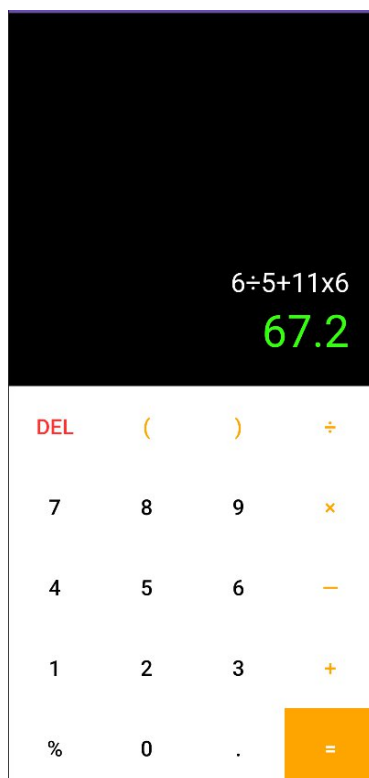 6÷5+11x6
67.2
DEL ( ) ÷
7 8 9 ×
4 5 6 —
1 2 3 +
% 0 . =